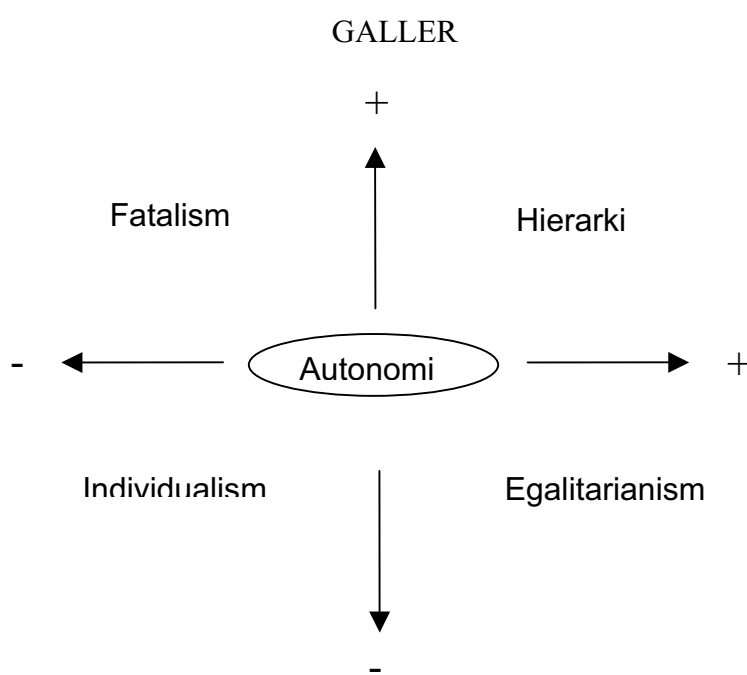 GALLER
+
Fatalism
Hierarki
-
Autonomi
+
Individualism
Egalitarianism
-